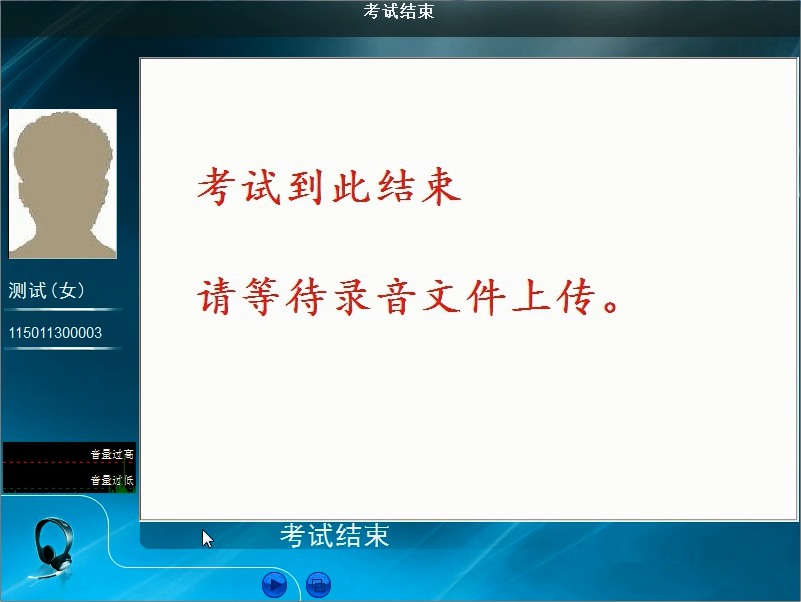 考试结束
考试到此结束
请等待录音文件上传。
测试(女)
115011300003
音量过高
音量过低
考试结束